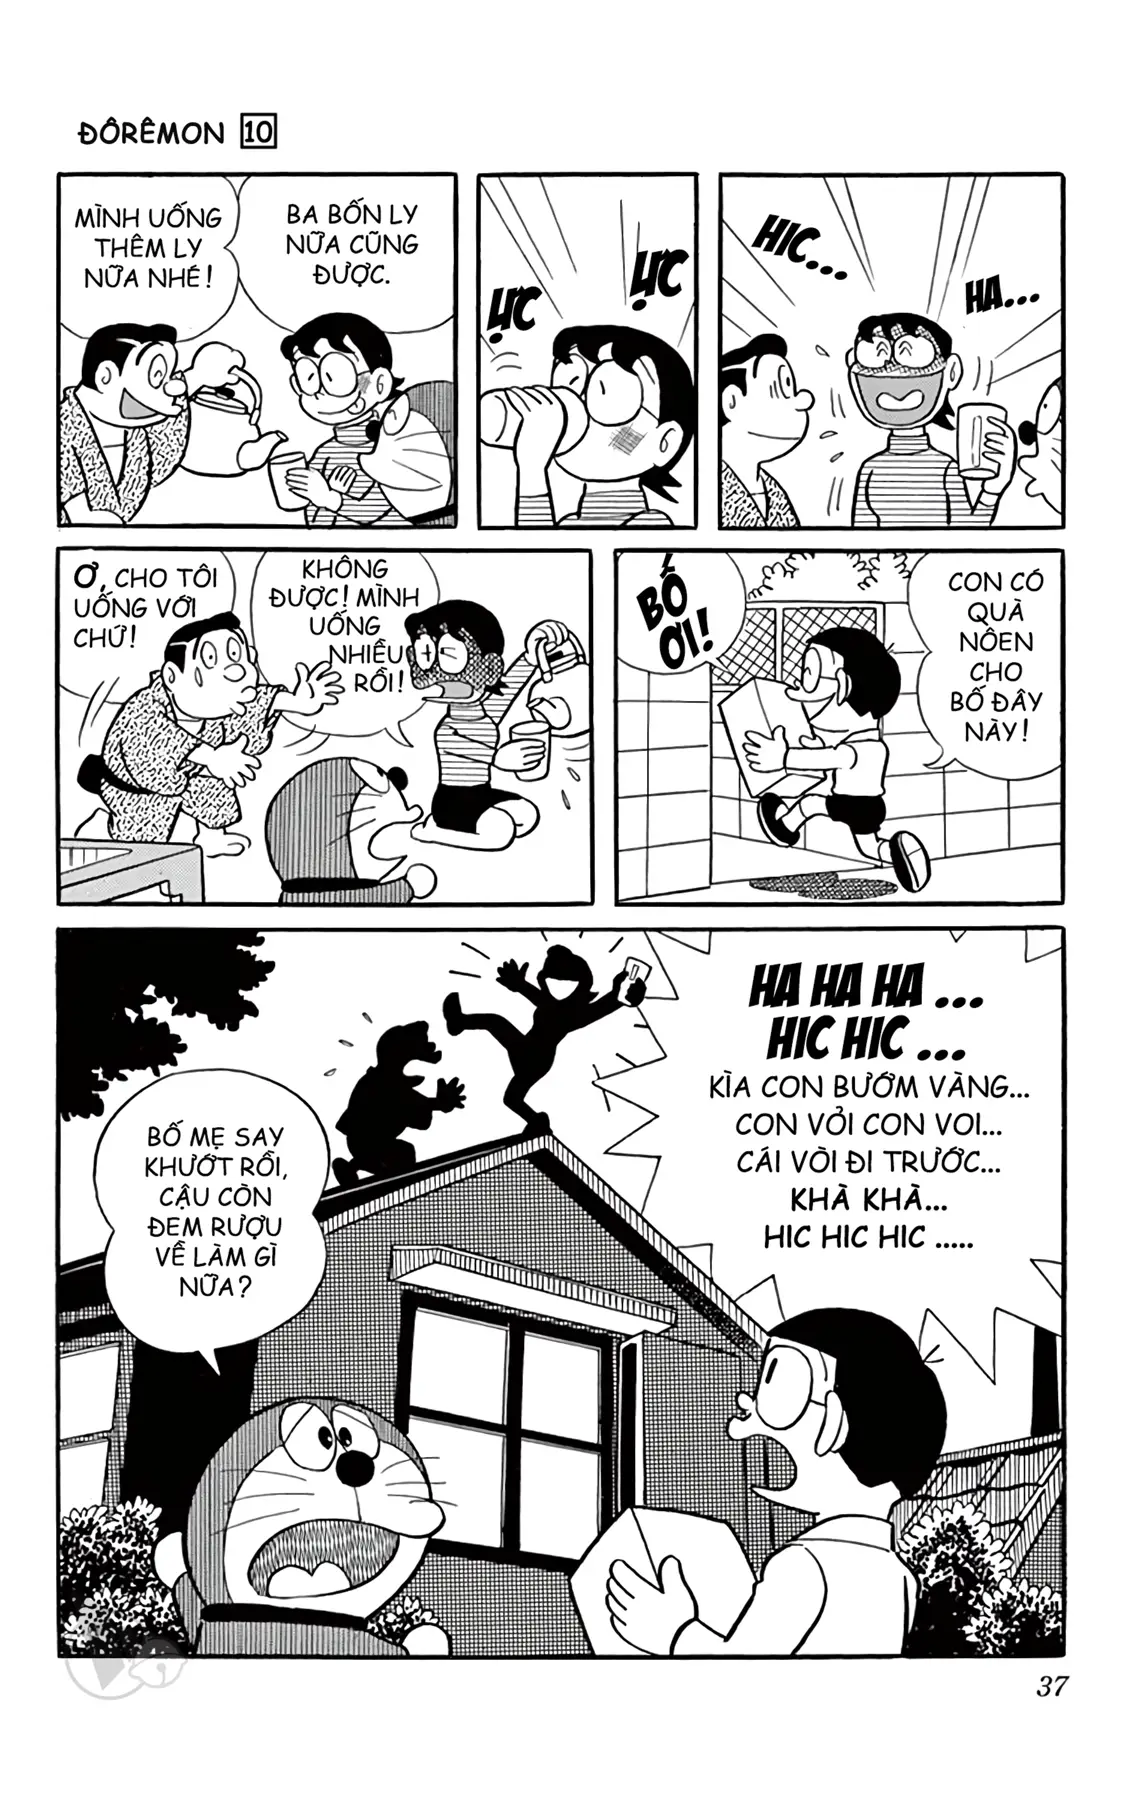 ĐÔRÊMON 10
MÌNH UỐNG
THÊM LY
NỮA NHÉ!
BA BỐN LY
NỮA CŨNG
ĐƯỢC.
ỰC
ỰC
HIC...
HA...
Ơ, CHO TÔI
UỐNG VỚI
CHỨ!
KHÔNG
ĐƯỢC! MÌNH
UỐNG
NHIỀU
RỒI!
BỐ
ƠI!
CON CÓ
QUÀ
NÔEN
CHO
BỐ ĐÂY
NÀY!
HA HA HA ...
HIC HIC ...
KÌA CON BƯỚM VÀNG...
CON VỎI CON VOI...
CÁI VÒI ĐI TRƯỚC...
KHÀ KHÀ...
HIC HIC HIC .....
BỐ MẸ SAY
KHƯỚT RỒI,
CẬU CÒN
ĐEM RƯỢU
VỀ LÀM GÌ
NỮA?
37